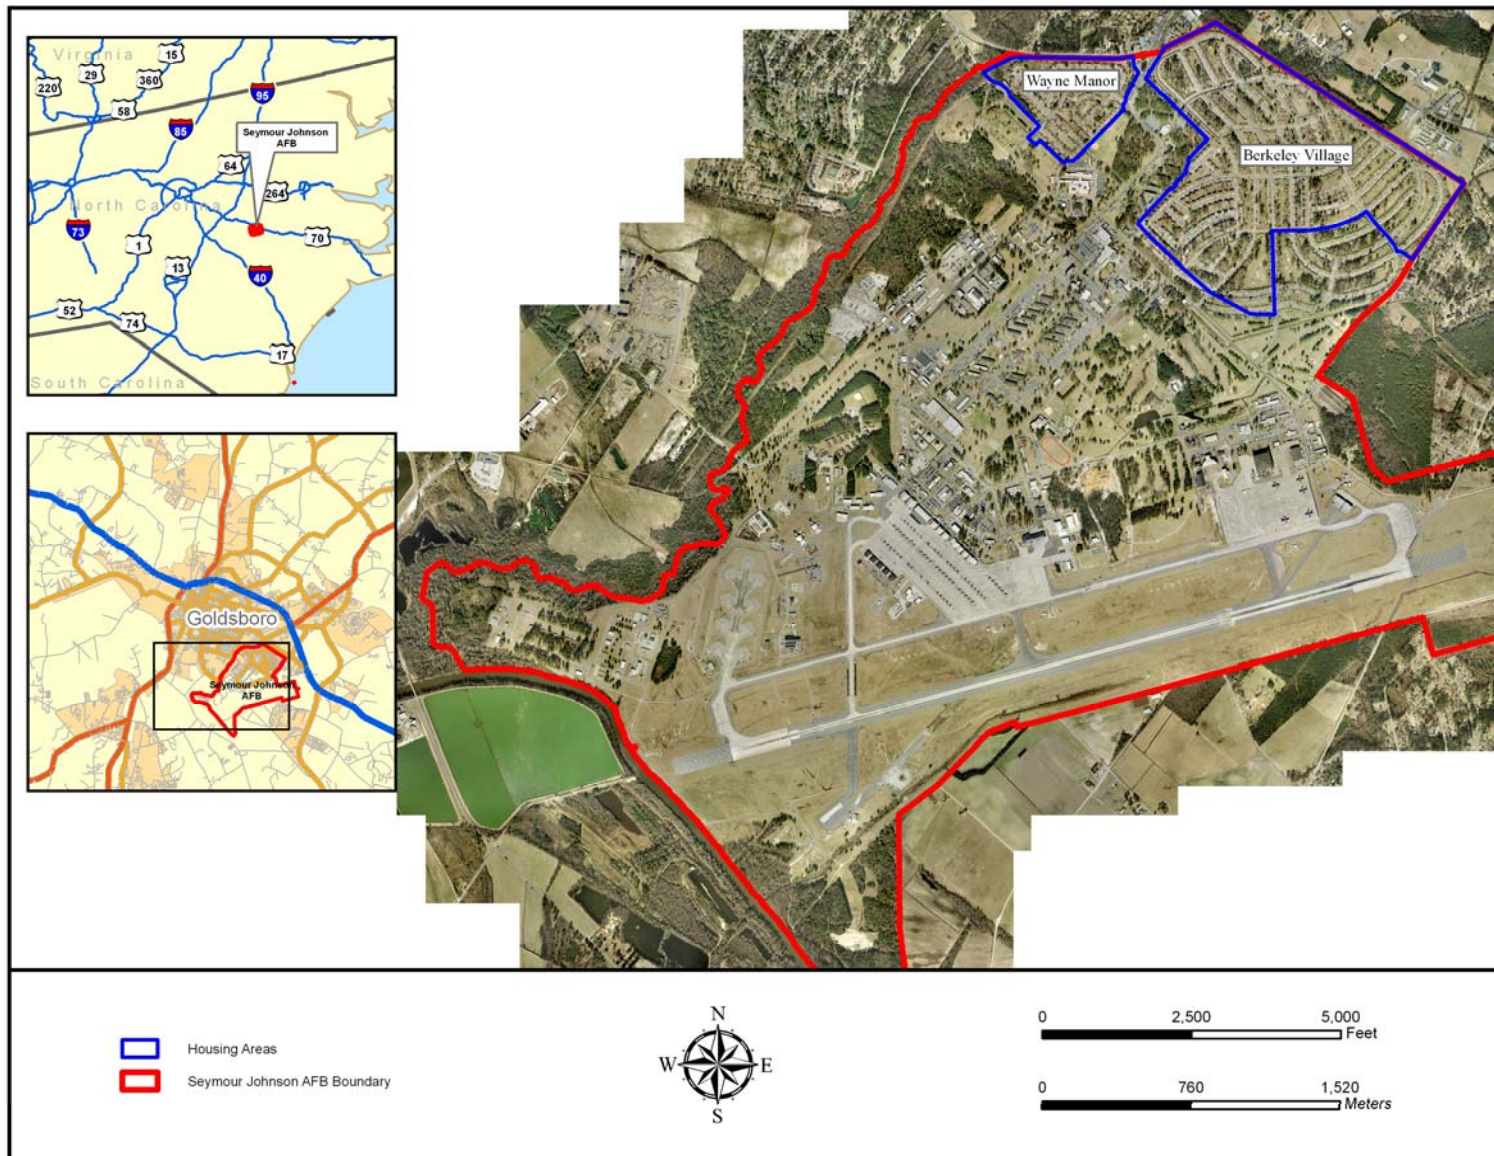 Virginia
15
29
360
220
58
95
85
Seymour Johnson
AFB
64
264
North Carolina
73
1
70
13
40
52
74
17
South Carolina
Goldsboro
Seymour Johnson
AFB
Wayne Manor
Berkeley Village
Housing Areas
Seymour Johnson AFB Boundary
N
W
E
S
0 2,500 5,000
Feet
0 760 1,520
Meters